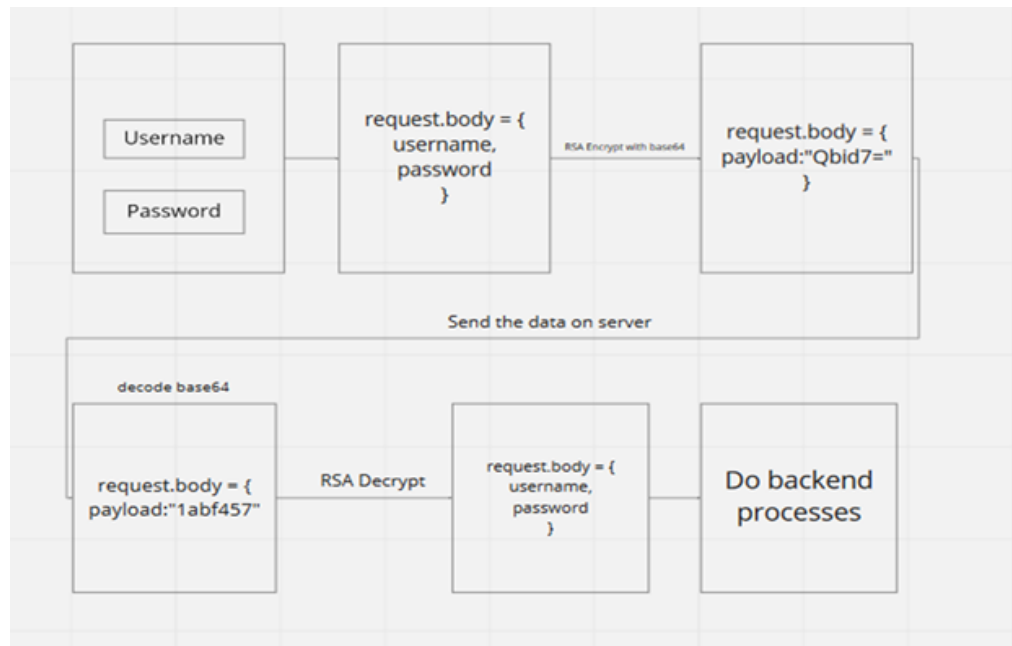 Username
Password
request.body = {
username,
password
}
RSA Encrypt with base64
request.body = {
payload:"Qbid7="
}
Send the data on server
decode base64
request.body = {
payload:"1abf457"
RSA Decrypt
request.body = {
username,
password
}
Do backend
processes